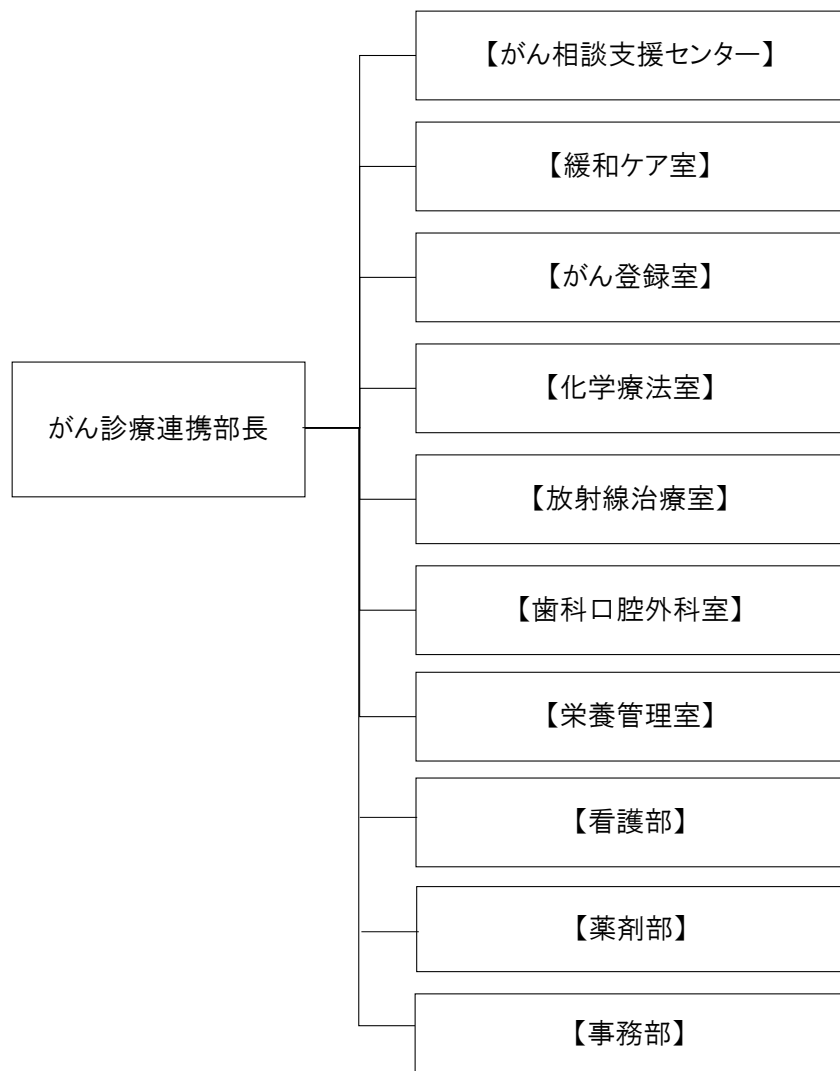 【がん相談支援センター】
【緩和ケア室】
【がん登録室】
【化学療法室】
がん診療連携部長
【放射線治療室】
【歯科口腔外科室】
【栄養管理室】
【看護部】
【薬剤部】
【事務部】